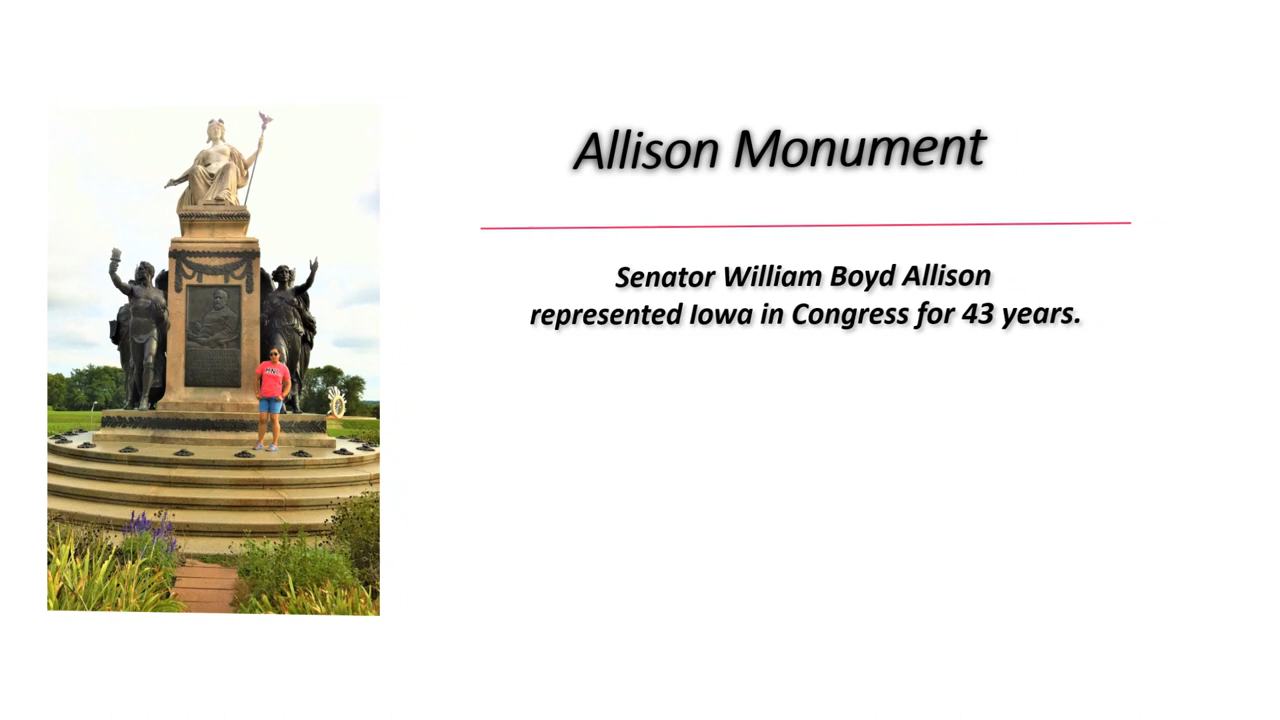 Allison Monument
Senator William Boyd Allison
represented Iowa in Congress for 43 years.